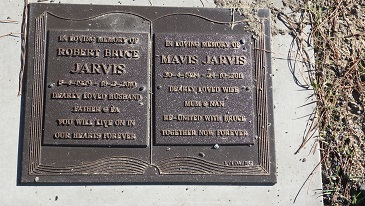 IN LOVING MEMORY OF
ROBERT BRUCE
JARVIS
DEARLY LOVED HUSBAND
FATHER & PA
YOU WILL LIVE ON IN
OUR HEARTS FOREVER
IN LOVING MEMORY OF
MAVIS JARVIS
DEARLY LOVED WIFE
MUM & NAN
RE-UNITED WITH BRUCE
TOGETHER NOW FOREVER